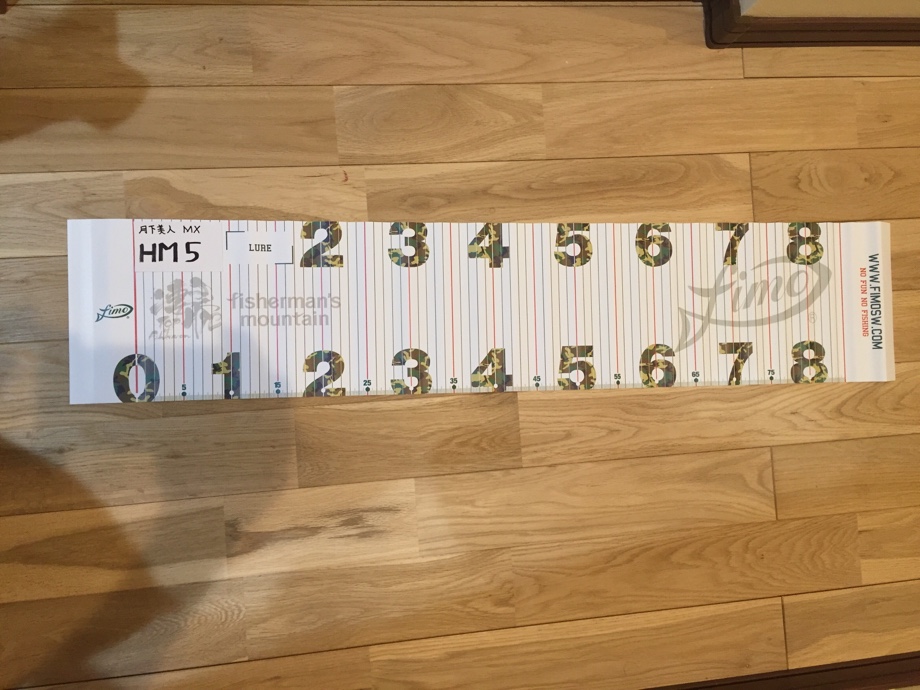 月下美人 MX
HM5
LURE
2 3 4 5 6 7 8
fimo
fisherman's
mountain
fimo
®
WWW.FIMOSW.COM
NO FUN NO FISHING
0 1 2 3 4 5 6 7 8
5 15 25 35 45 55 65 75